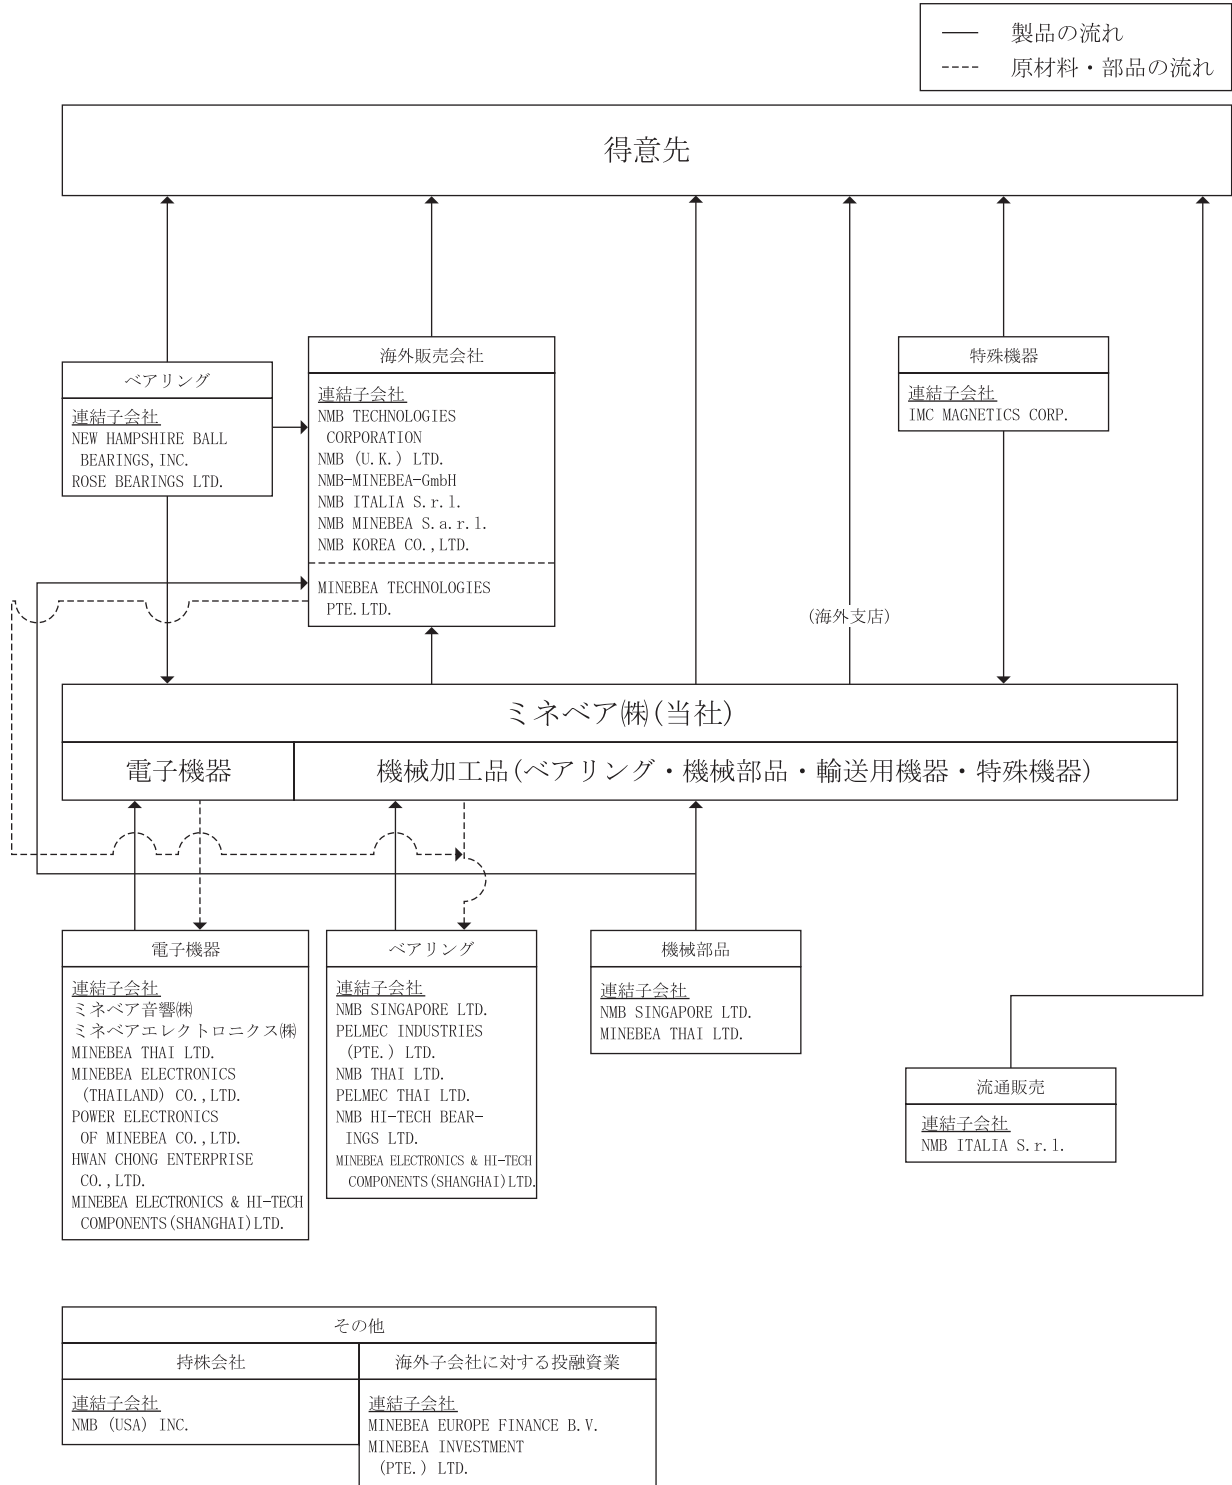 製品の流れ
原材料・部品の流れ
得意先
ベアリング
連結子会社
NEW HAMPSHIRE BALL
BEARINGS,INC.
ROSE BEARINGS LTD.
海外販売会社
連結子会社
NMB TECHNOLOGIES
CORPORATION
NMB (U.K.) LTD.
NMB-MINEBEA-GmbH
NMB ITALIA S.r.l.
NMB MINEBEA S.a.r.l.
NMB KOREA CO.,LTD.
MINEBEA TECHNOLOGIES
PTE.LTD.
特殊機器
連結子会社
IMC MAGNETICS CORP.
(海外支店)
ミネベア㈱(当社)
電子機器
機械加工品(ベアリング・機械部品・輸送用機器・特殊機器)
電子機器
連結子会社
ミネベア音響㈱
ミネベアエレクトロニクス㈱
MINEBEA THAI LTD.
MINEBEA ELECTRONICS
(THAILAND) CO.,LTD.
POWER ELECTRONICS
OF MINEBEA CO.,LTD.
HWAN CHONG ENTERPRISE
CO.,LTD.
MINEBEA ELECTRONICS & HI-TECH
COMPONENTS(SHANGHAI)LTD.
ベアリング
連結子会社
NMB SINGAPORE LTD.
PELMEC INDUSTRIES
(PTE.) LTD.
NMB THAI LTD.
PELMEC THAI LTD.
NMB HI-TECH BEAR-
INGS LTD.
MINEBEA ELECTRONICS & HI-TECH
COMPONENTS(SHANGHAI)LTD.
機械部品
連結子会社
NMB SINGAPORE LTD.
MINEBEA THAI LTD.
流通販売
連結子会社
NMB ITALIA S.r.l.
その他
持株会社
連結子会社
NMB (USA) INC.
海外子会社に対する投融資業
連結子会社
MINEBEA EUROPE FINANCE B.V.
MINEBEA INVESTMENT
(PTE.) LTD.